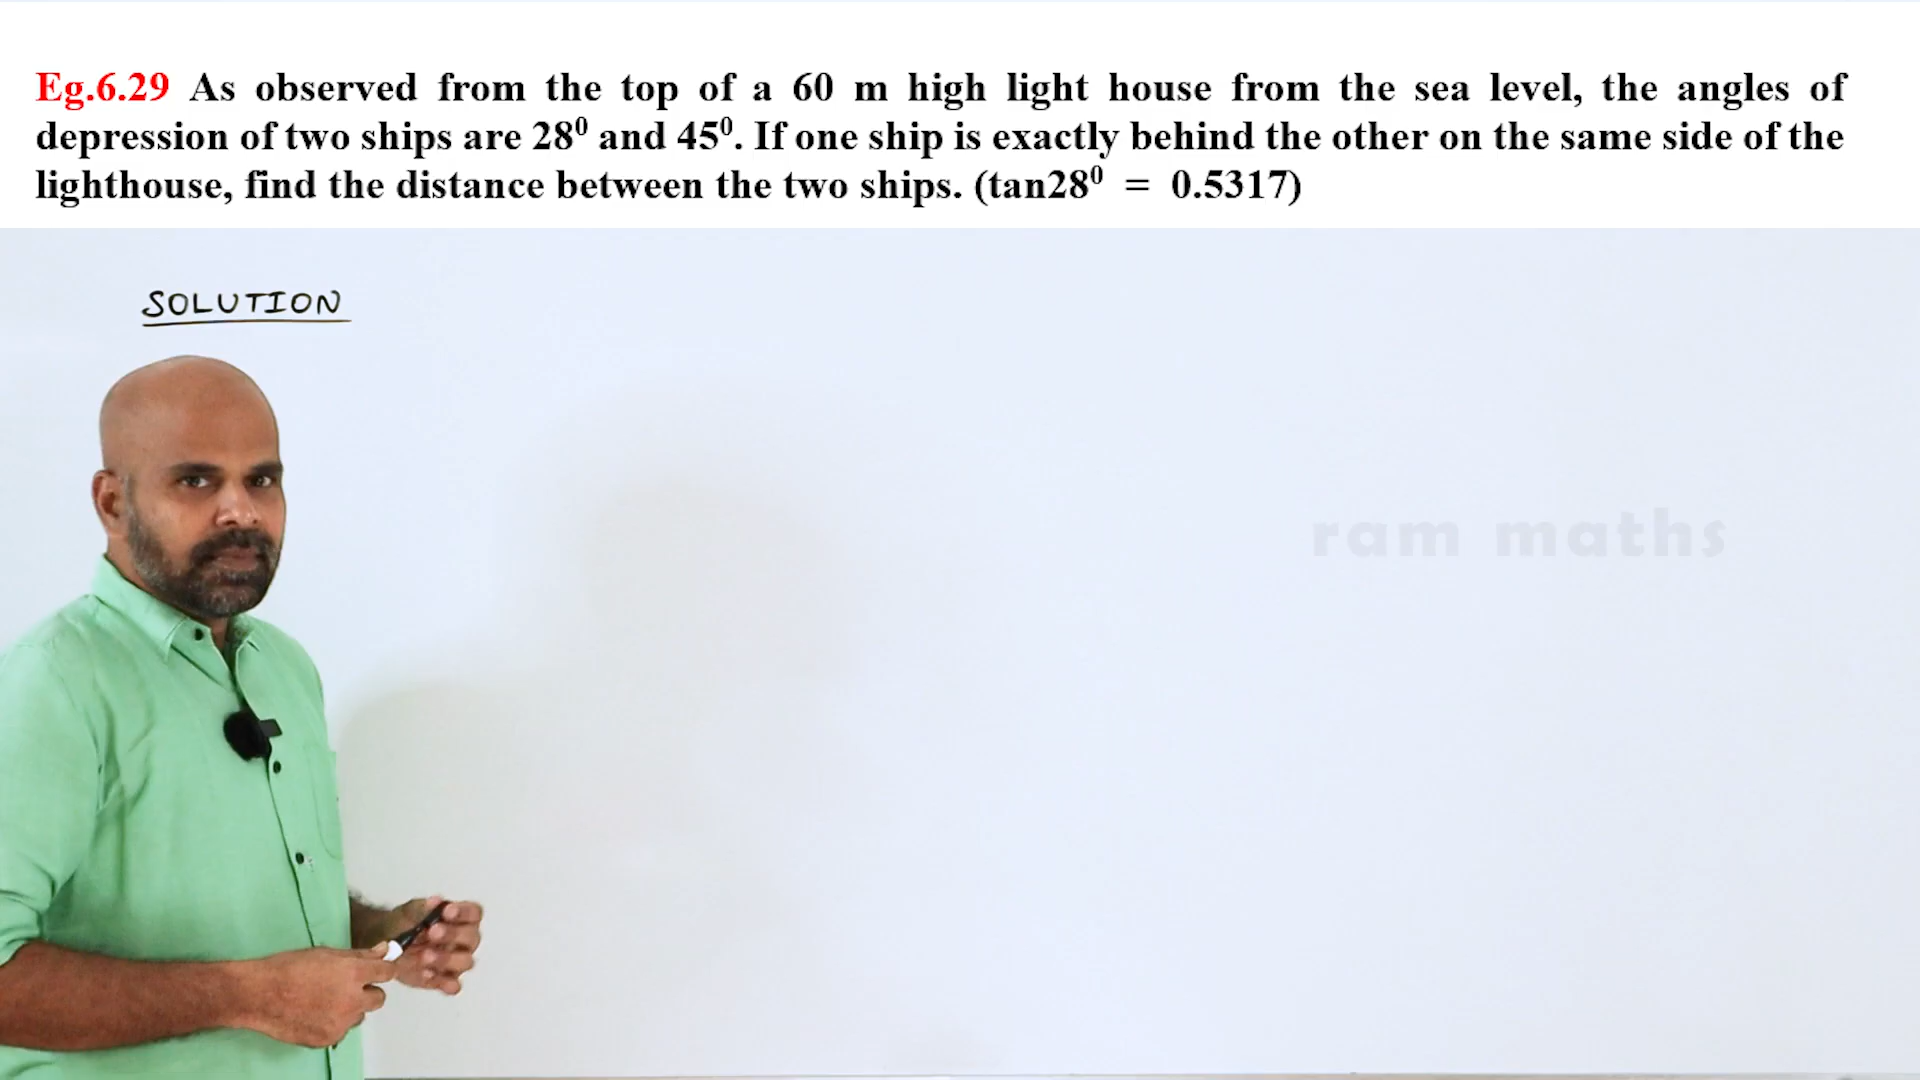 Eg.6.29 As observed from the top of a 60 m high light house from the sea level, the angles of
depression of two ships are 28⁰ and 45⁰. If one ship is exactly behind the other on the same side of the
lighthouse, find the distance between the two ships. (tan28⁰ = 0.5317)
SOLUTION
ram maths